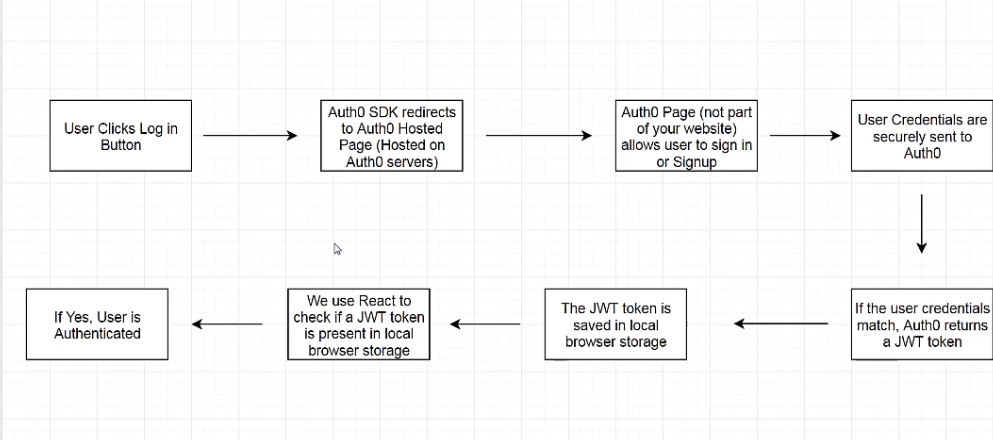 User Clicks Log in
Button
Auth0 SDK redirects
to Auth0 Hosted
Page (Hosted on
Auth0 servers)
Auth0 Page (not part
of your website)
allows user to sign in
or Signup
User Credentials are
securely sent to
Auth0
If the user credentials
match, Auth0 returns
a JWT token
The JWT token is
saved in local
browser storage
We use React to
check if a JWT token
is present in local
browser storage
If Yes, User is
Authenticated